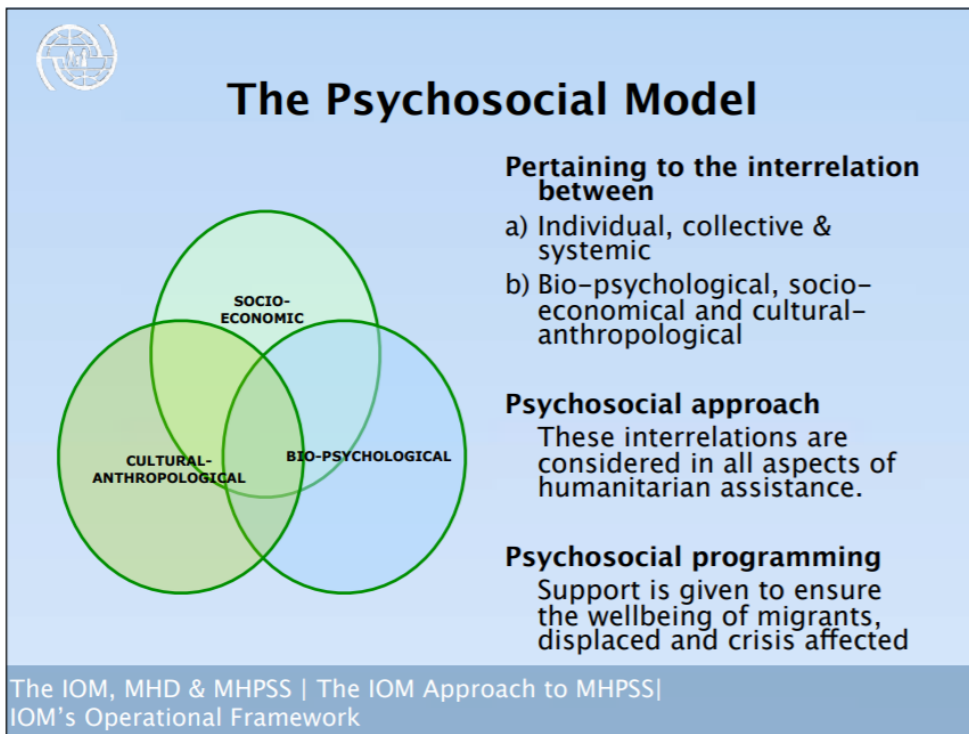 The Psychosocial Model
SOCIO-
ECONOMIC
CULTURAL-
ANTHROPOLOGICAL
BIO-PSYCHOLOGICAL
Pertaining to the interrelation
between
a) Individual, collective &
systemic
b) Bio-psychological, socio-
economical and cultural-
anthropological
Psychosocial approach
These interrelations are
considered in all aspects of
humanitarian assistance.
Psychosocial programming
Support is given to ensure
the wellbeing of migrants,
displaced and crisis affected
The IOM, MHD & MHPSS | The IOM Approach to MHPSS|
IOM's Operational Framework